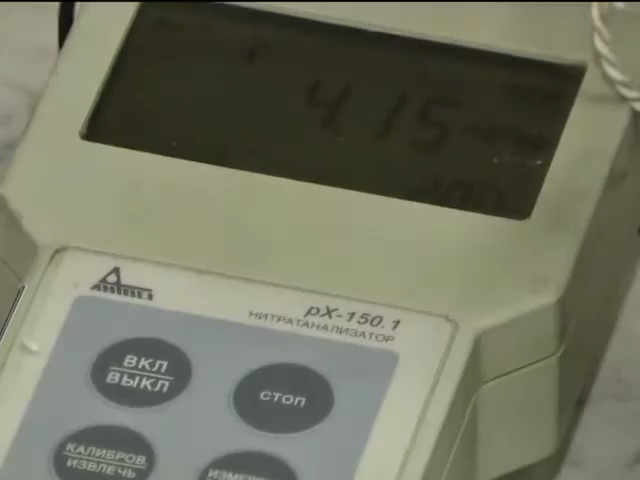 4.15
pX-150.1
НИТРАТАНАЛИЗАТОР
ВКЛ
ВЫКЛ
СТОП
КАЛИБРОВ
ИЗВЛЕЧЬ